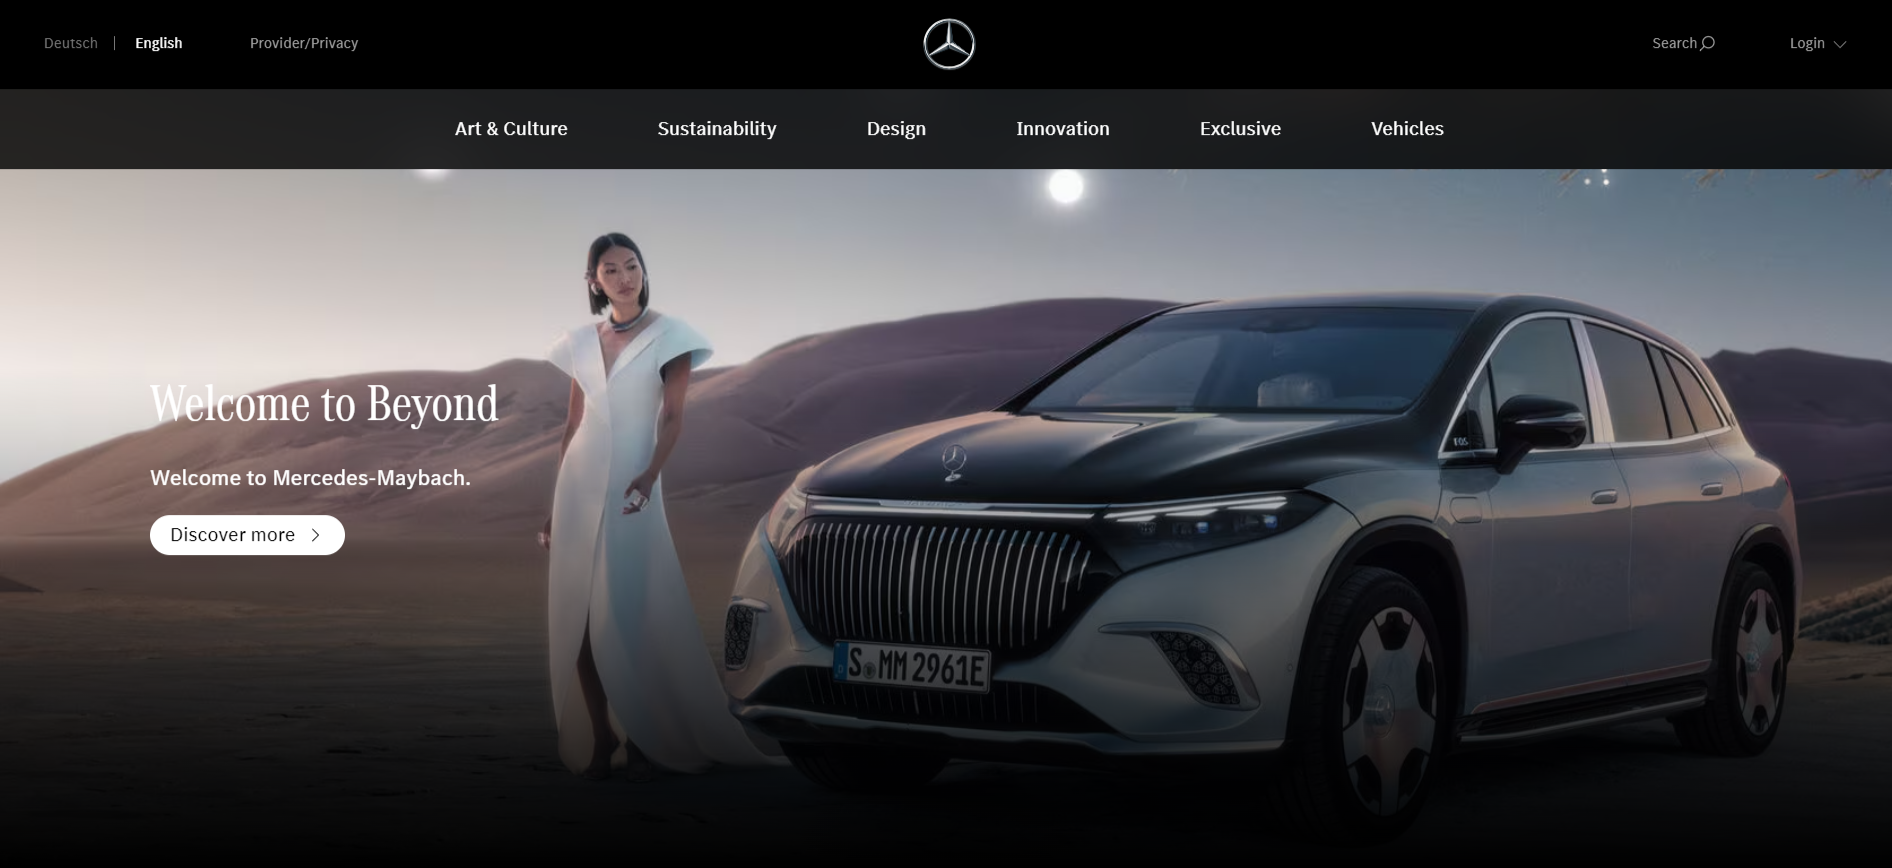 Deutsch | English Provider/Privacy Search Login
Art & Culture Sustainability Design Innovation Exclusive Vehicles
Welcome to Beyond
Welcome to Mercedes-Maybach.
Discover more
EQS
S MM 2961E